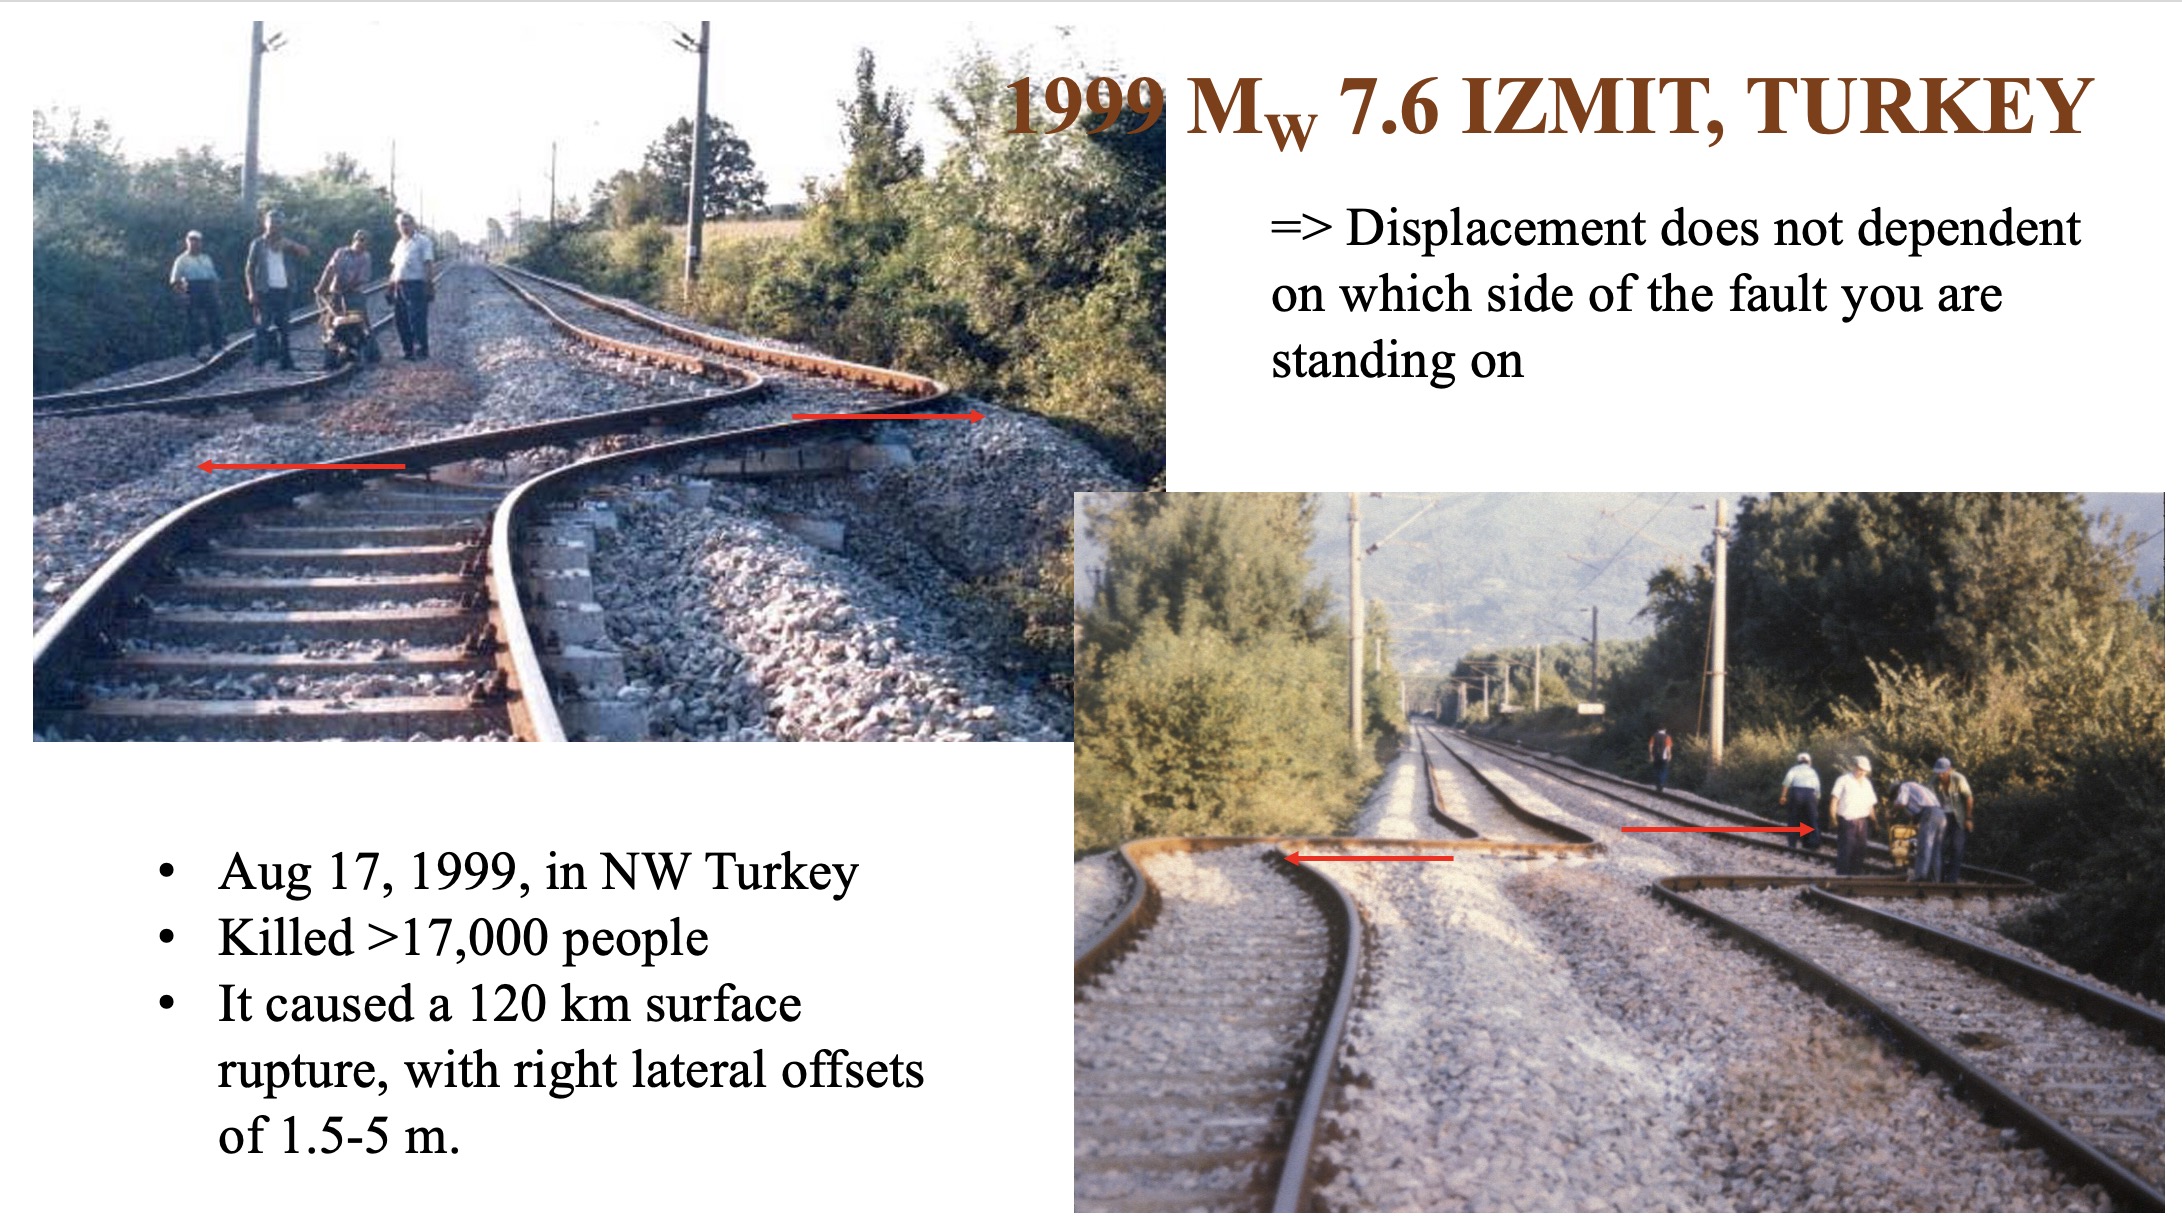 1999 MW 7.6 IZMIT, TURKEY
=> Displacement does not dependent
on which side of the fault you are
standing on
• Aug 17, 1999, in NW Turkey
• Killed >17,000 people
• It caused a 120 km surface
rupture, with right lateral offsets
of 1.5-5 m.